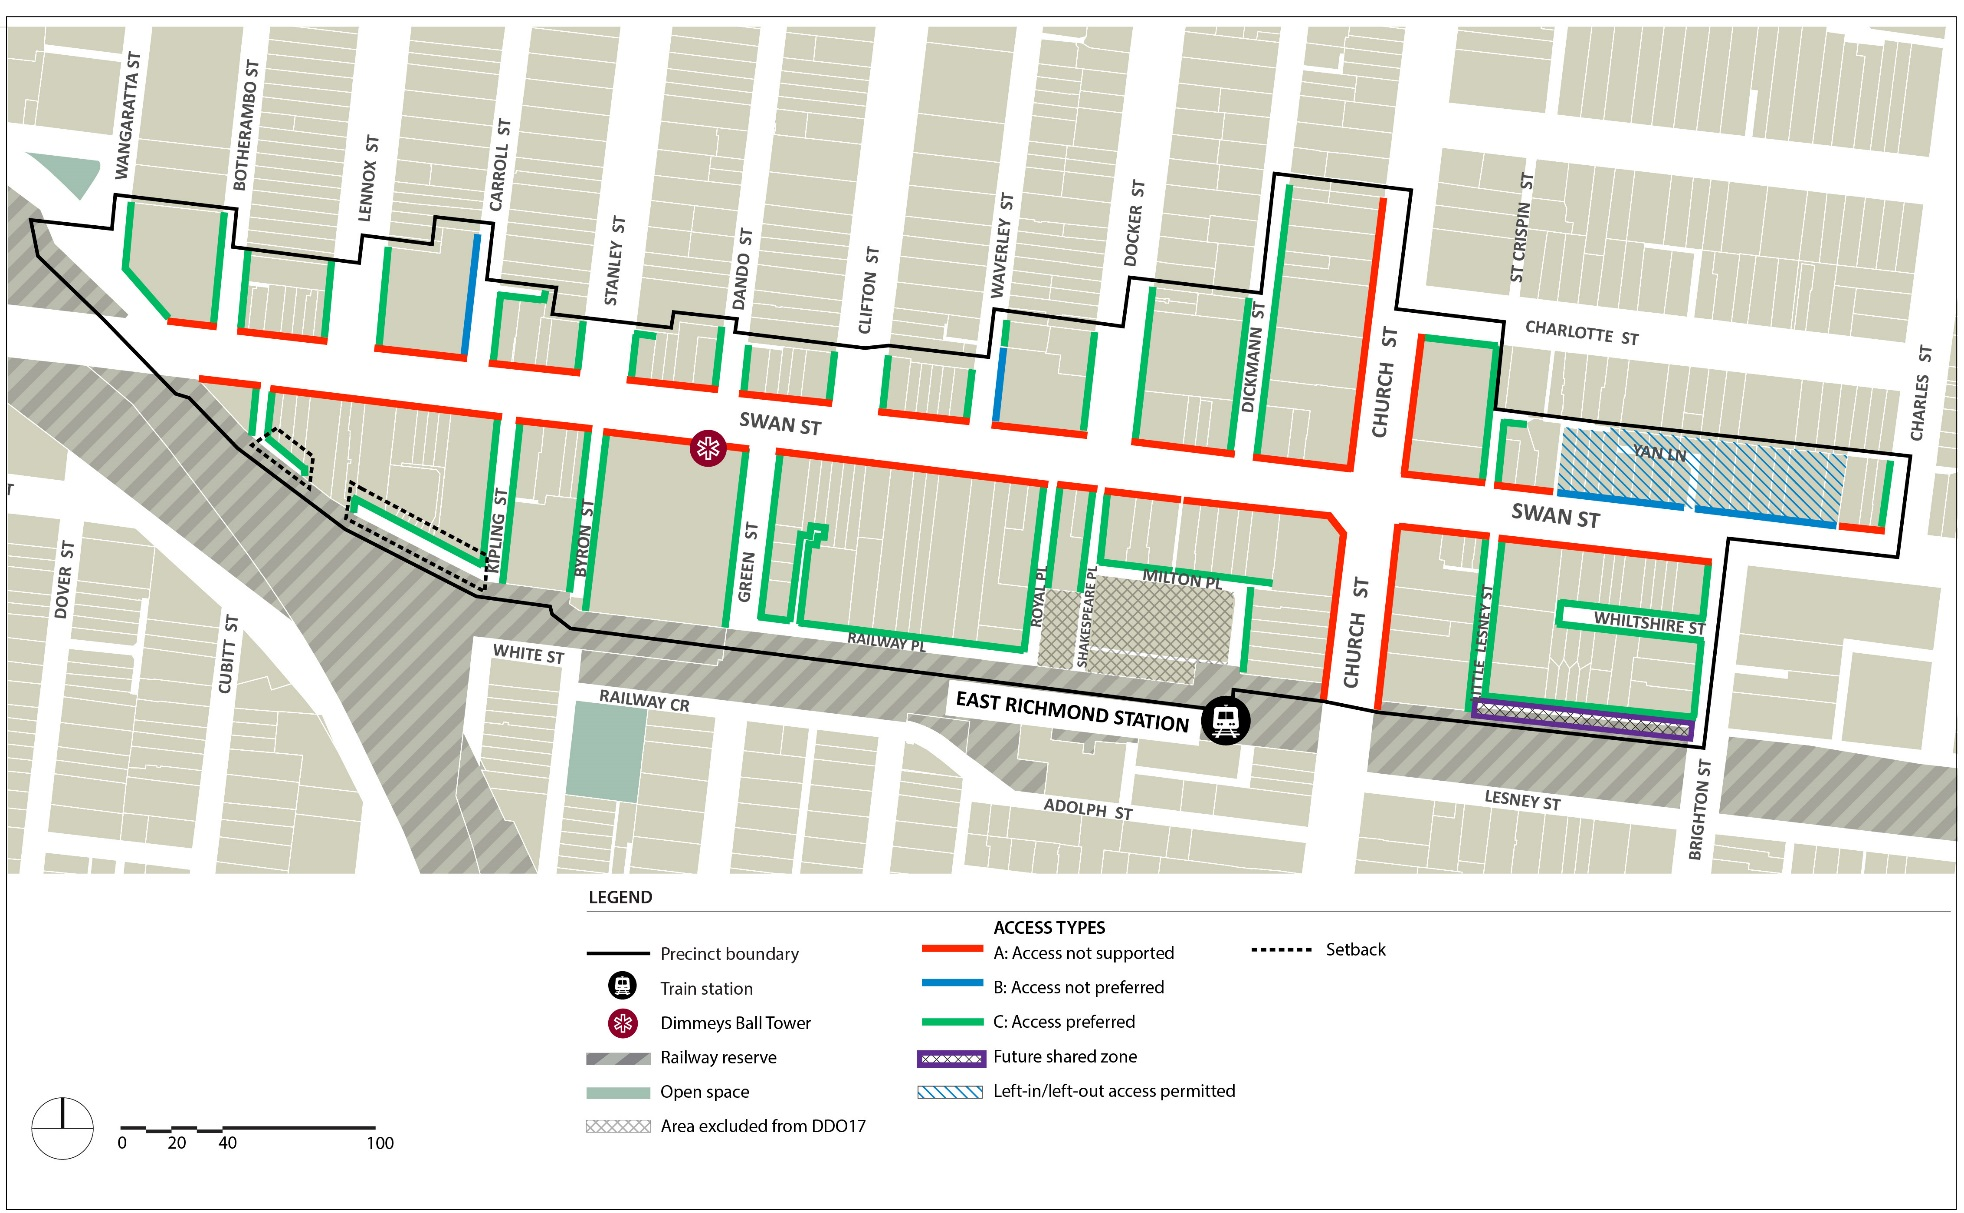 WANGARATTA ST
BOTHERAMBO ST
LENNOX ST
CARROLL ST
STANLEY ST
DANDO ST
CLIFTON ST
WAVERLEY ST
DOCKER ST
DICKMANN ST
CHURCH ST
ST CRISPIN ST
CHARLOTTE ST
CHARLES ST
YAN LN
SWAN ST
SWAN ST
T
DOVER ST
CUBITT ST
KIPLING ST
BYRON ST
GREEN ST
ROYAL PL
SHAKESPEARE PL
MILTON PL
CHURCH ST
LITTLE LESNEY ST
WHILTSHIRE ST
RAILWAY PL
WHITE ST
RAILWAY CR
EAST RICHMOND STATION
ADOLPH ST
LESNEY ST
BRIGHTON ST
LEGEND
ACCESS TYPES
Precinct boundary
A: Access not supported
Setback
Train station
B: Access not preferred
Dimmeys Ball Tower
C: Access preferred
Railway reserve
Future shared zone
Open space
Left-in/left-out access permitted
Area excluded from DDO17
0 20 40 100